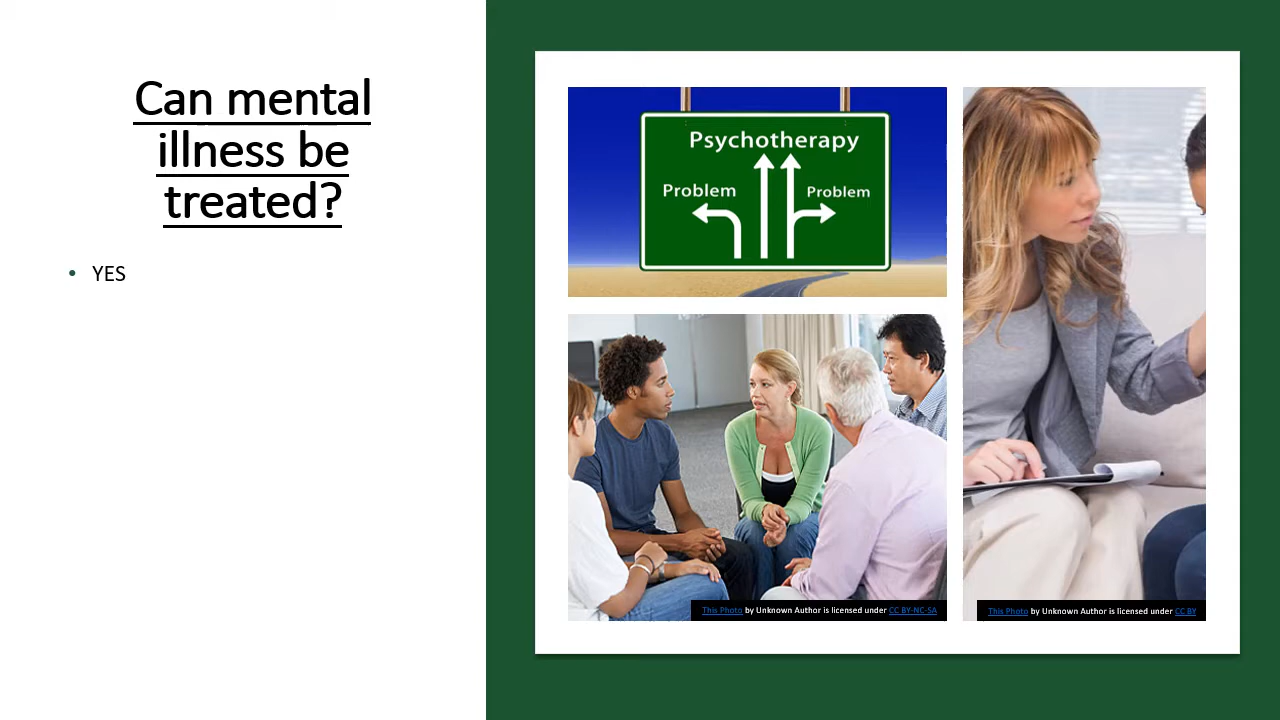 Can mental
illness be
treated?
• YES
Psychotherapy
Problem
Problem
This Photo by Unknown Author is licensed under CC BY-NC-SA
This Photo by Unknown Author is licensed under CC BY